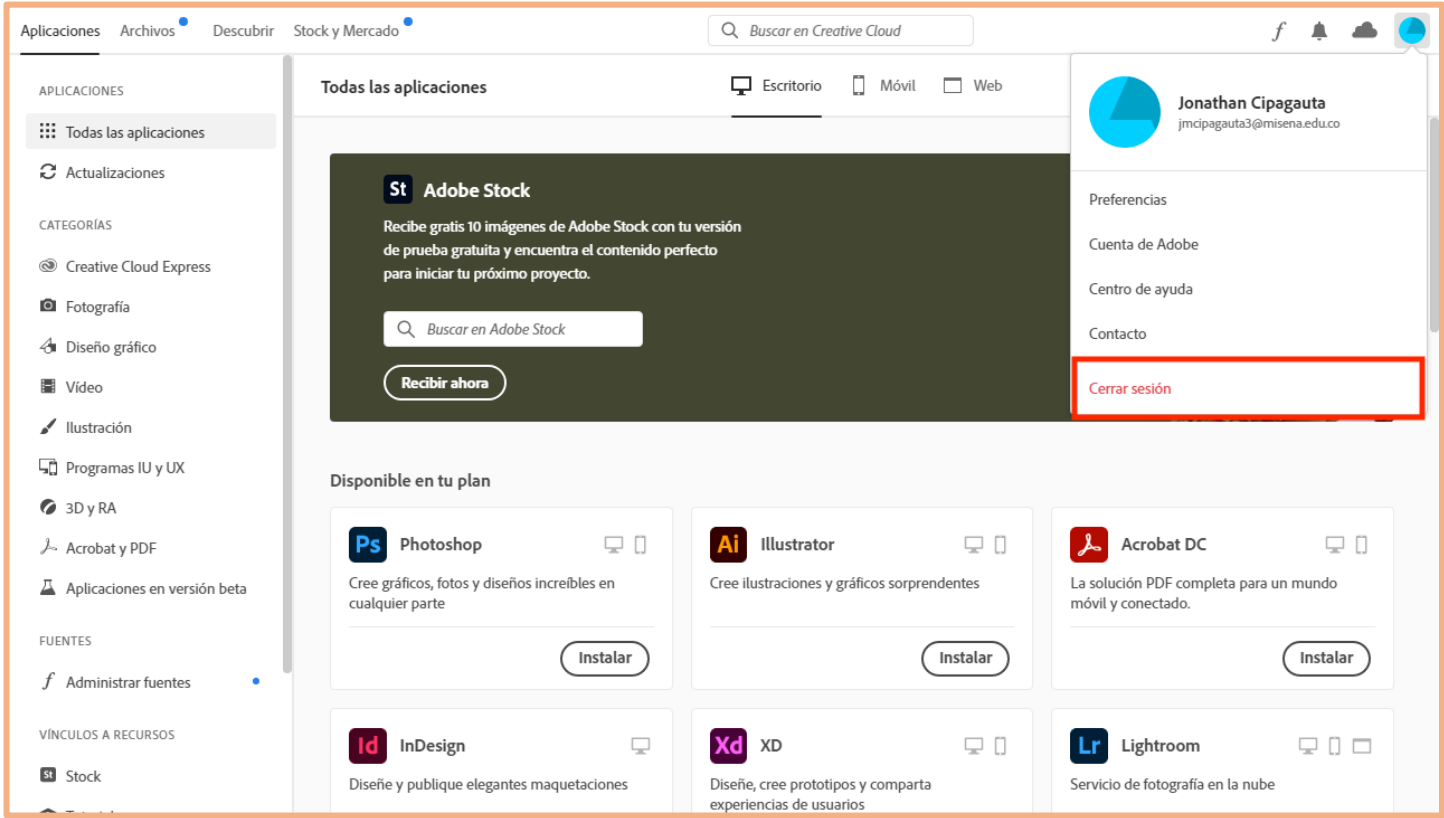 Aplicaciones Archivos Descubrir Stock y Mercado Buscar en Creative Cloud f
APLICACIONES
Todas las aplicaciones
Actualizaciones
CATEGORÍAS
Creative Cloud Express
Fotografía
Diseño gráfico
Vídeo
Ilustración
Programas IU y UX
3D y RA
Acrobat y PDF
Aplicaciones en versión beta
FUENTES
f Administrar fuentes
VÍNCULOS A RECURSOS
St Stock
Todas las aplicaciones Escritorio Móvil Web
St Adobe Stock
Recibe gratis 10 imágenes de Adobe Stock con tu versión
de prueba gratuita y encuentra el contenido perfecto
para iniciar tu próximo proyecto.
Buscar en Adobe Stock
Recibir ahora
Jonathan Cipagauta
jmcipagauta3@misena.edu.co
Preferencias
Cuenta de Adobe
Centro de ayuda
Contacto
Cerrar sesión
Disponible en tu plan
Ps Photoshop
Cree gráficos, fotos y diseños increíbles en
cualquier parte
Instalar
Ai Illustrator
Cree ilustraciones y gráficos sorprendentes
Instalar
Acrobat DC
La solución PDF completa para un mundo
móvil y conectado.
Instalar
Id InDesign
Diseñe y publique elegantes maquetaciones
Xd XD
Diseñe, cree prototipos y comparta
experiencias de usuarios
Lr Lightroom
Servicio de fotografía en la nube